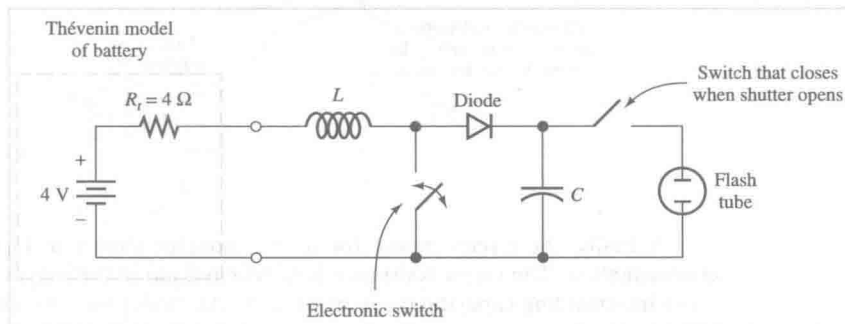 Thévenin model
of battery
Switch that closes
when shutter opens
R_t = 4 Ω
L
Diode
+
4 V
−
C
Flash
tube
Electronic switch